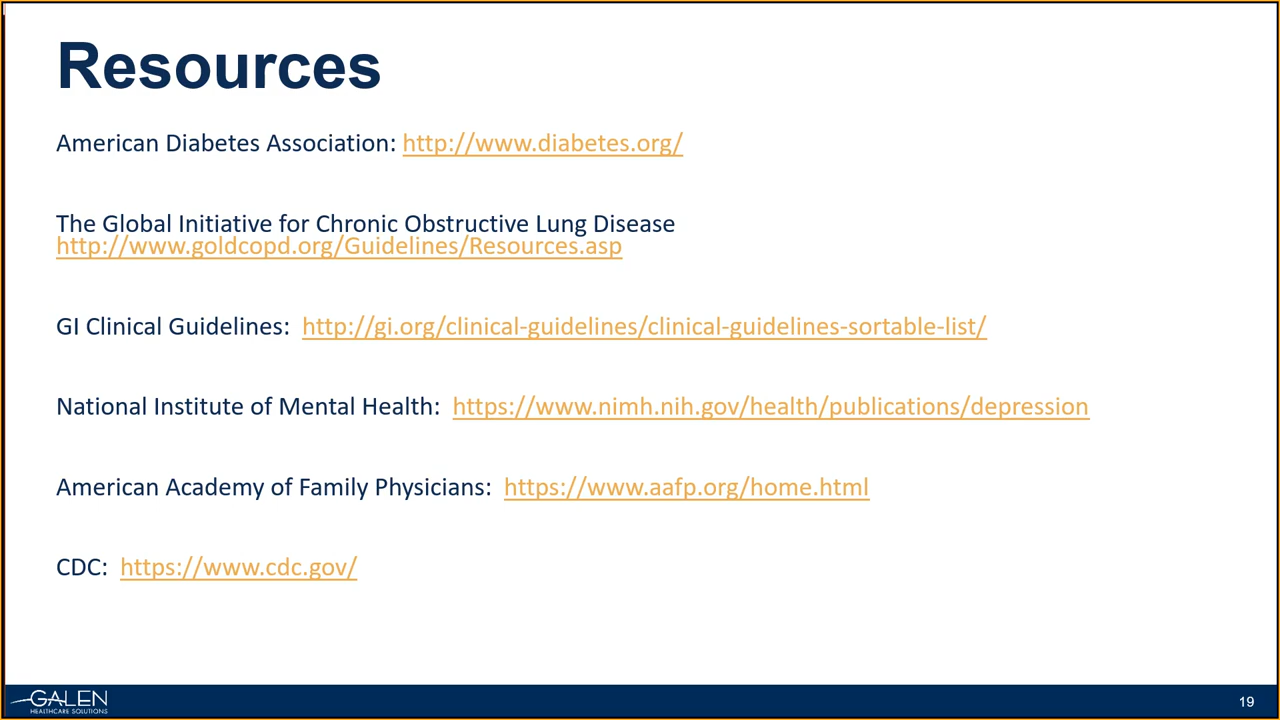 Resources
American Diabetes Association: http://www.diabetes.org/
The Global Initiative for Chronic Obstructive Lung Disease
http://www.goldcopd.org/Guidelines/Resources.asp
GI Clinical Guidelines: http://gi.org/clinical-guidelines/clinical-guidelines-sortable-list/
National Institute of Mental Health: https://www.nimh.nih.gov/health/publications/depression
American Academy of Family Physicians: https://www.aafp.org/home.html
CDC: https://www.cdc.gov/
GALEN
HEALTHCARE SOLUTIONS
19